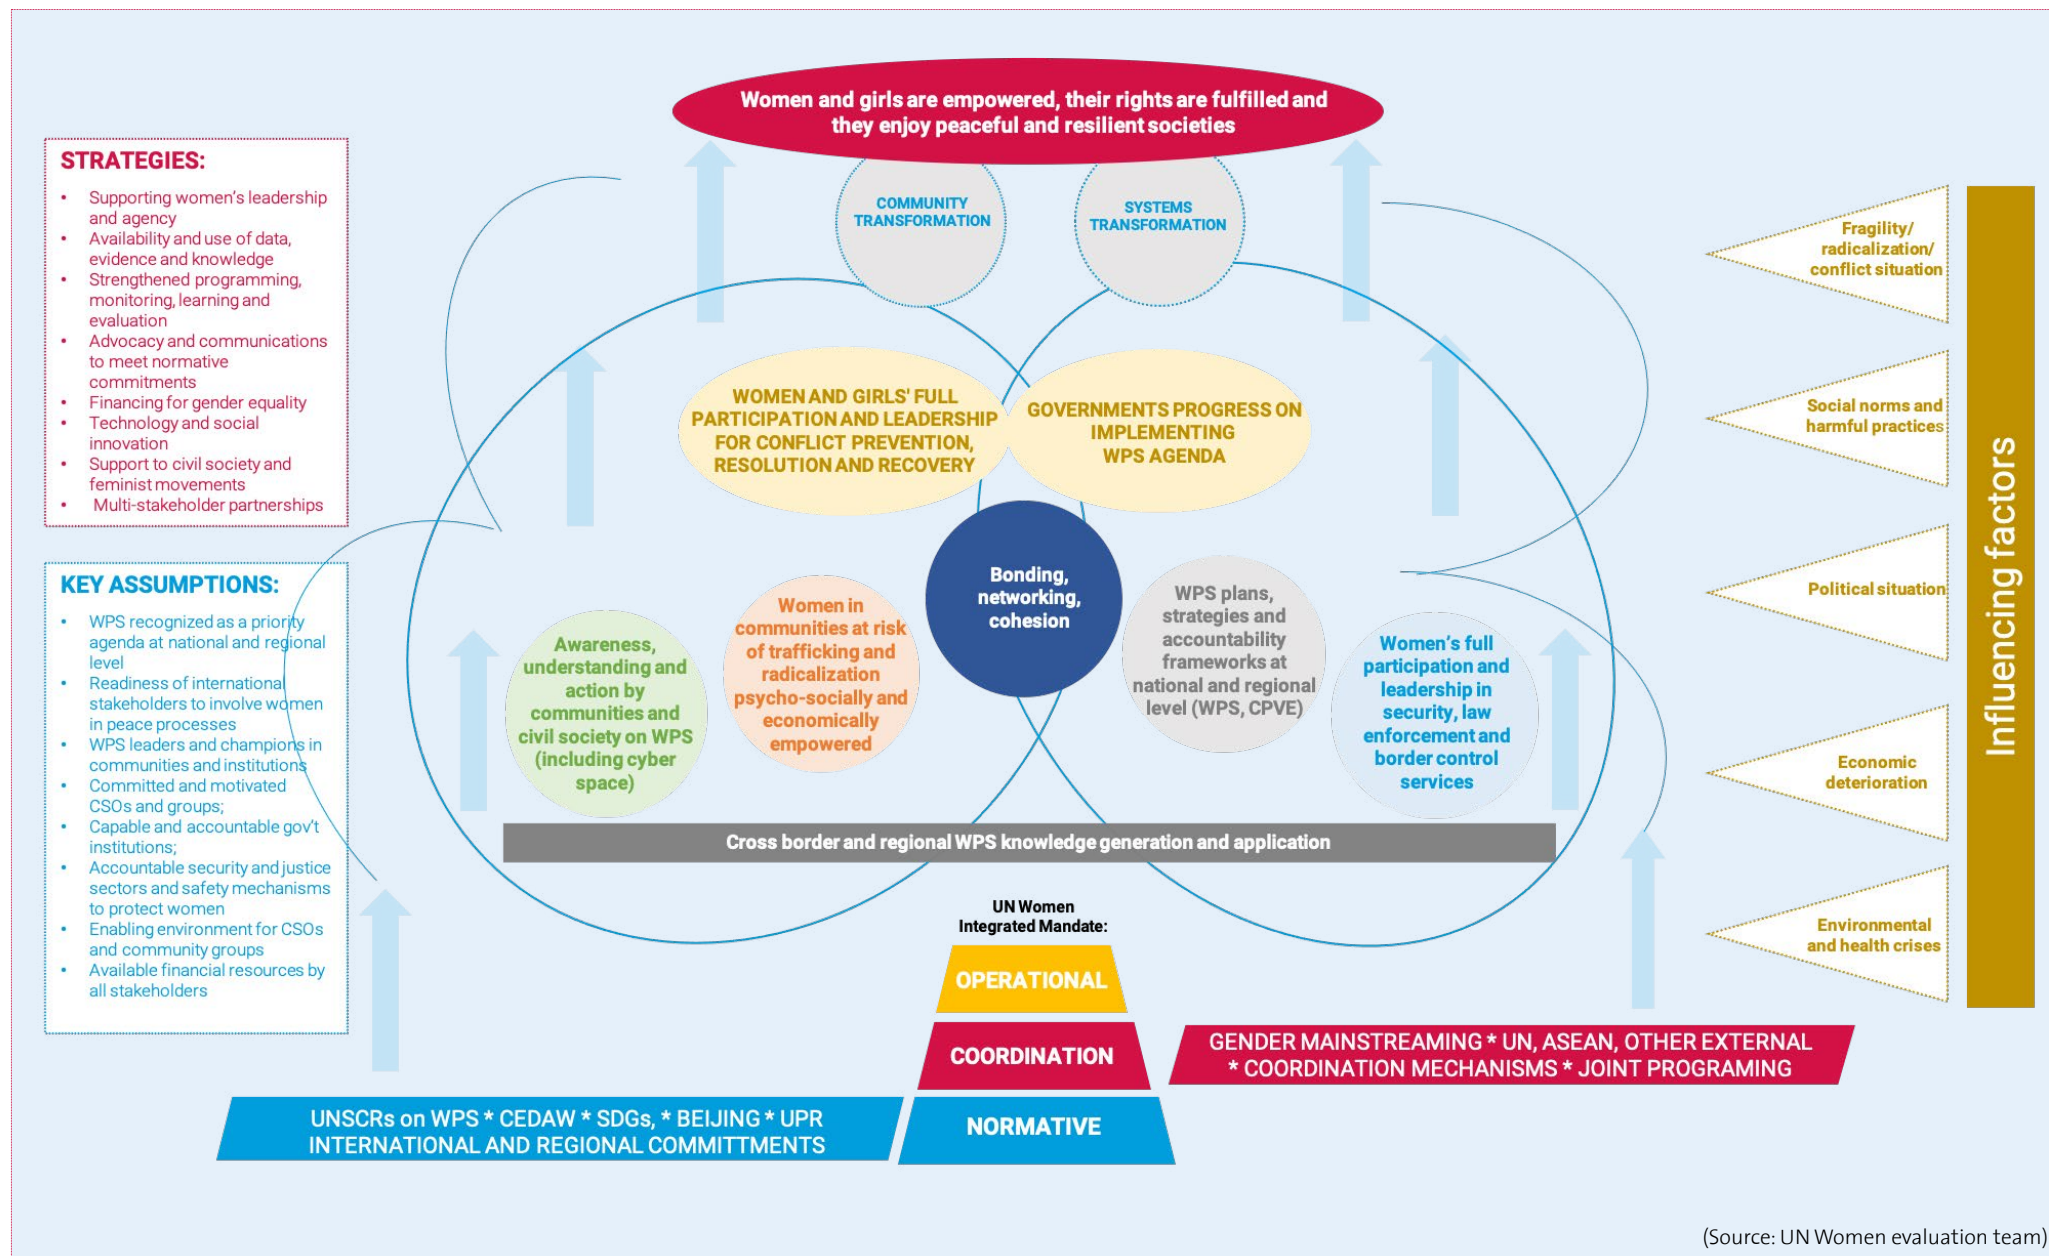 Women and girls are empowered, their rights are fulfilled and
they enjoy peaceful and resilient societies
STRATEGIES:
• Supporting women's leadership
and agency
• Availability and use of data,
evidence and knowledge
• Strengthened programming,
monitoring, learning and
evaluation
• Advocacy and communications
to meet normative
commitments
• Financing for gender equality
• Technology and social
innovation
• Support to civil society and
feminist movements
• Multi-stakeholder partnerships
KEY ASSUMPTIONS:
• WPS recognized as a priority
agenda at national and regional
level
• Readiness of international
stakeholders to involve women
in peace processes
• WPS leaders and champions in
communities and institutions
• Committed and motivated
CSOs and groups;
• Capable and accountable gov't
institutions;
• Accountable security and justice
sectors and safety mechanisms
to protect women
• Enabling environment for CSOs
and community groups
• Available financial resources by
all stakeholders
COMMUNITY
TRANSFORMATION
SYSTEMS
TRANSFORMATION
WOMEN AND GIRLS' FULL
PARTICIPATION AND LEADERSHIP
FOR CONFLICT PREVENTION,
RESOLUTION AND RECOVERY
GOVERNMENTS PROGRESS ON
IMPLEMENTING
WPS AGENDA
Bonding,
networking,
cohesion
Awareness,
understanding and
action by
communities and
civil society on WPS
(including cyber
space)
Women in
communities at risk
of trafficking and
radicalization
psycho-socially and
economically
empowered
WPS plans,
strategies and
accountability
frameworks at
national and regional
level (WPS, CPVE)
Women's full
participation and
leadership in
security, law
enforcement and
border control
services
Cross border and regional WPS knowledge generation and application
UN Women
Integrated Mandate:
OPERATIONAL
COORDINATION
NORMATIVE
GENDER MAINSTREAMING * UN, ASEAN, OTHER EXTERNAL
* COORDINATION MECHANISMS * JOINT PROGRAMING
UNSCRs on WPS * CEDAW * SDGs, * BEIJING * UPR
INTERNATIONAL AND REGIONAL COMMITTMENTS
Fragility/
radicalization/
conflict situation
Social norms and
harmful practices
Political situation
Economic
deterioration
Environmental
and health crises
Influencing factors
(Source: UN Women evaluation team)